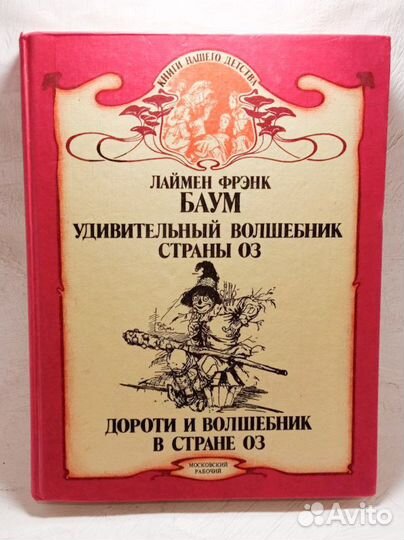 КНИГИ НАШЕГО ДЕТСТВА
ЛАЙМЕН ФРЭНК
БАУМ
УДИВИТЕЛЬНЫЙ ВОЛШЕБНИК
СТРАНЫ ОЗ
ДОРОТИ И ВОЛШЕБНИК
В СТРАНЕ ОЗ
МОСКОВСКИЙ
РАБОЧИЙ
Avito